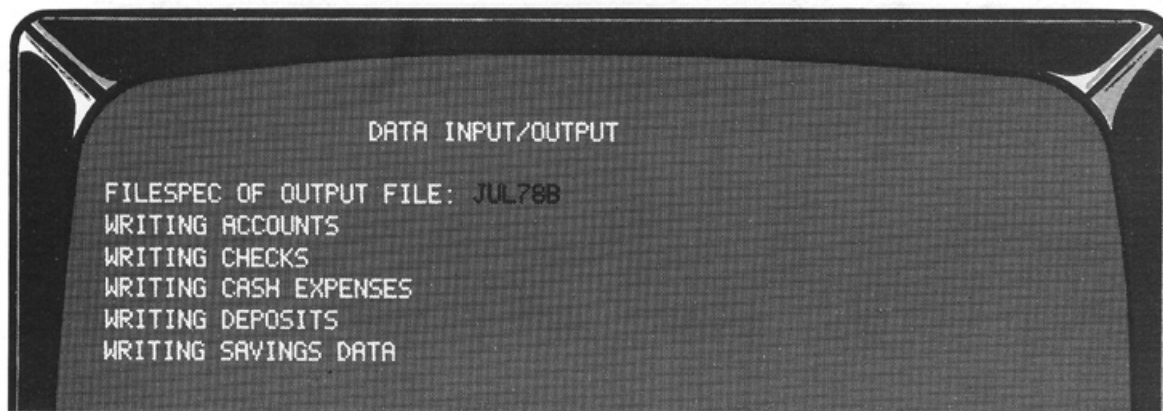 DATA INPUT/OUTPUT
FILESPEC OF OUTPUT FILE: JUL78B
WRITING ACCOUNTS
WRITING CHECKS
WRITING CASH EXPENSES
WRITING DEPOSITS
WRITING SAVINGS DATA